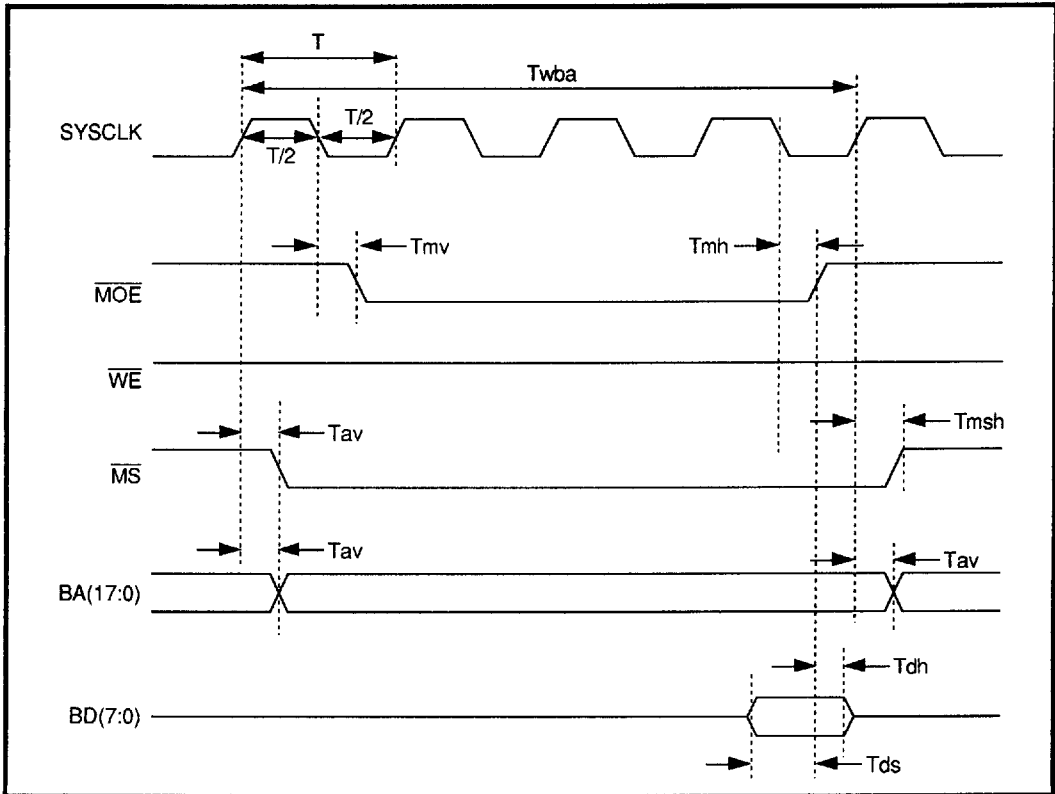 T
Twba
SYSCLK
T/2
T/2
Tmv
Tmh
MOE
WE
Tav
Tmsh
MS
Tav
Tav
BA(17:0)
Tdh
BD(7:0)
Tds